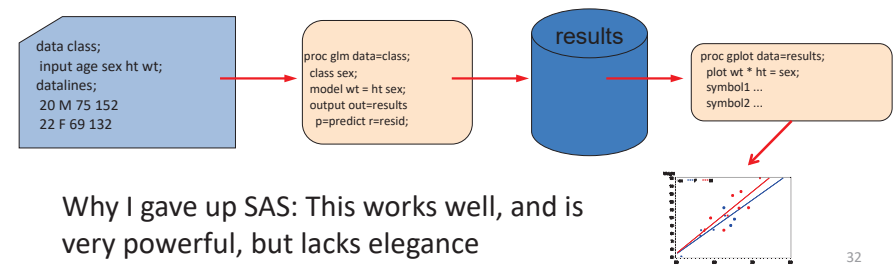 data class;
input age sex ht wt;
datalines;
20 M 75 152
22 F 69 132
proc glm data=class;
class sex;
model wt = ht sex;
output out=results
p=predict r=resid;
results
proc gplot data=results;
plot wt * ht = sex;
symbol1 ...
symbol2 ...
Why I gave up SAS: This works well, and is
very powerful, but lacks elegance
32